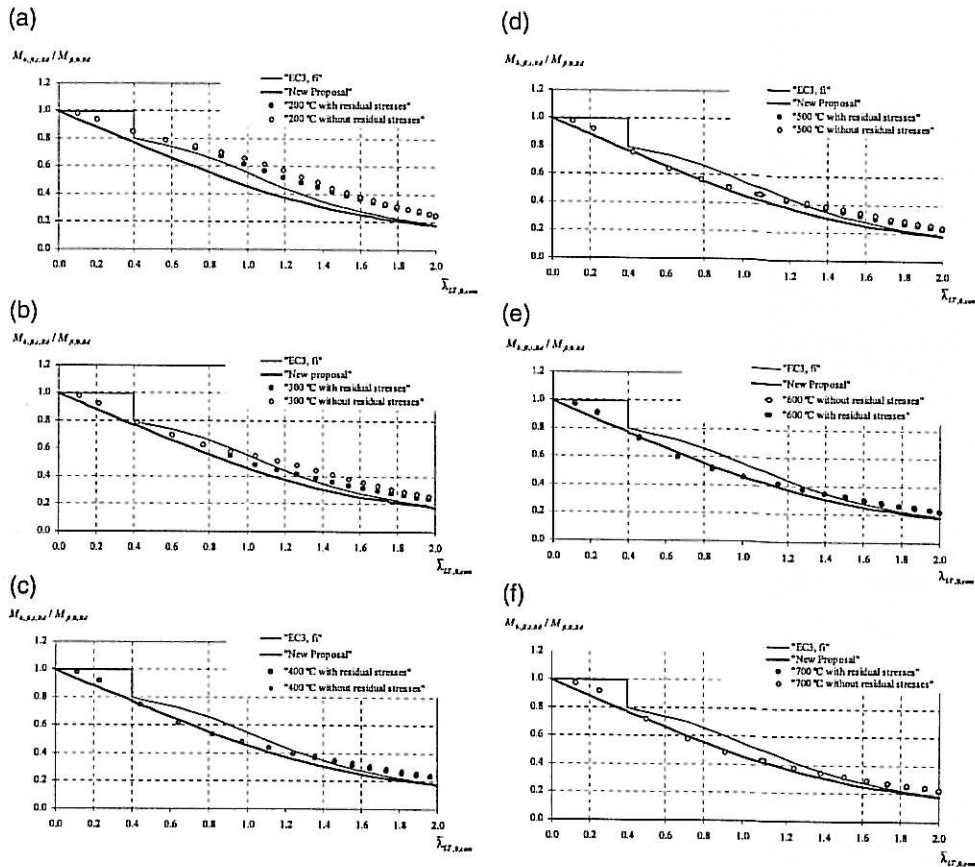 (a)
1.2
1.0
0.8
0.6
0.4
0.2
0.0
"EC3, fi"
"New Proposal"
"200 ºC with residual stresses"
"200 ºC without residual stresses"
0.0 0.2 0.4 0.6 0.8 1.0 1.2 1.4 1.6 1.8 2.0
(b)
1.2
1.0
0.8
0.6
0.4
0.2
0.0
"EC3, fi"
"New proposal"
"300 ºC with residual stresses"
"300 ºC without residual stresses"
0.0 0.2 0.4 0.6 0.8 1.0 1.2 1.4 1.6 1.8 2.0
(c)
1.2
1.0
0.8
0.6
0.4
0.2
0.0
"EC3, fi"
"New Proposal"
"400 ºC with residual stresses"
"400 ºC without residual stresses"
0.0 0.2 0.4 0.6 0.8 1.0 1.2 1.4 1.6 1.8 2.0
(d)
1.2
1.0
0.8
0.6
0.4
0.2
0.0
"EC3, fi"
"New Proposal"
"500 ºC with residual stresses"
"500 ºC without residual stresses"
0.0 0.2 0.4 0.6 0.8 1.0 1.2 1.4 1.6 1.8 2.0
(e)
1.2
1.0
0.8
0.6
0.4
0.2
0.0
"EC3, fi"
"New Proposal"
"600 ºC without residual stresses"
"600 ºC with residual stresses"
0.0 0.2 0.4 0.6 0.8 1.0 1.2 1.4 1.6 1.8 2.0
(f)
1.2
1.0
0.8
0.6
0.4
0.2
0.0
"EC3, fi"
"New Proposal"
"700 ºC with residual stresses"
"700 ºC without residual stresses"
0.0 0.2 0.4 0.6 0.8 1.0 1.2 1.4 1.6 1.8 2.0